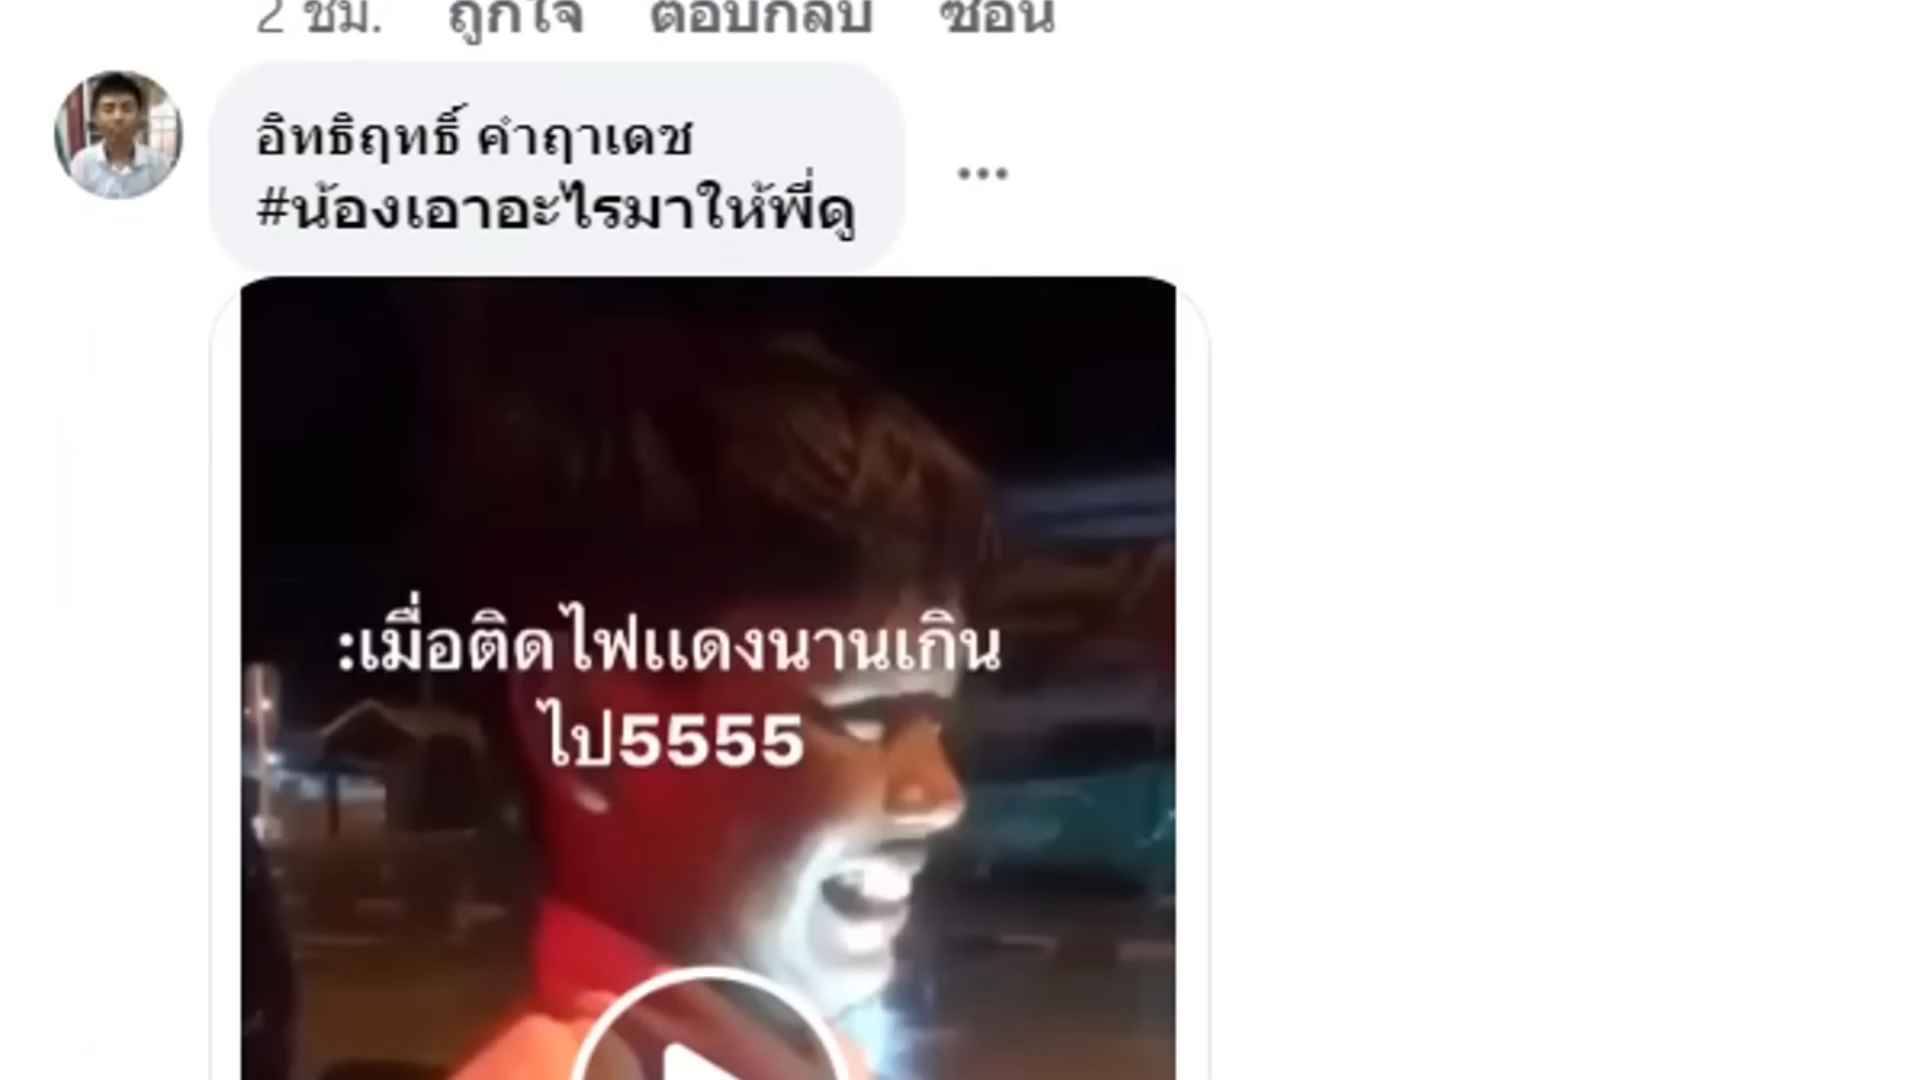 2 ชม. ถูกใจ ตอบกลับ ซ่อน
อิทธิฤทธิ์ คำฤาเดช
#น้องเอาอะไรมาให้พี่ดู
:เมื่อติดไฟแดงนานเกิน
ไป5555